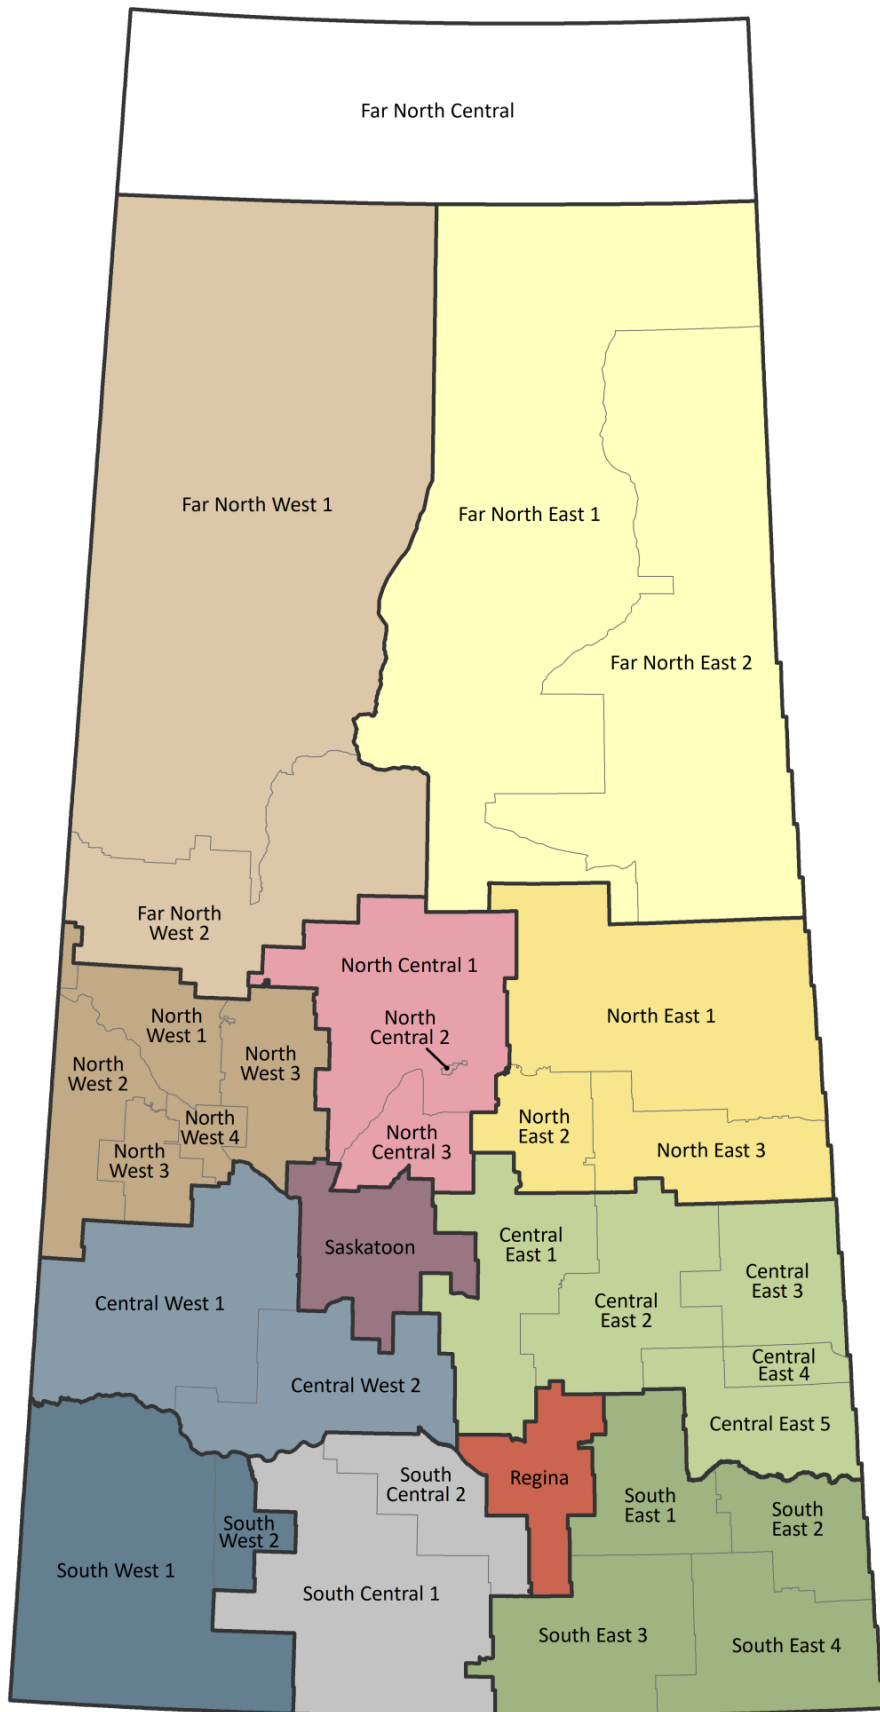 Far North Central
Far North West 1
Far North East 1
Far North East 2
Far North
West 2
North Central 1
North
West 1
North
Central 2
North East 1
North
West 2
North
West 3
North
West 4
North
East 2
North
Central 3
North
West 3
North East 3
Central
East 1
Saskatoon
Central
East 3
Central West 1
Central
East 2
Central
East 4
Central West 2
Central East 5
South
Central 2
Regina
South
East 1
South
East 2
South
West 2
South West 1
South Central 1
South East 3
South East 4